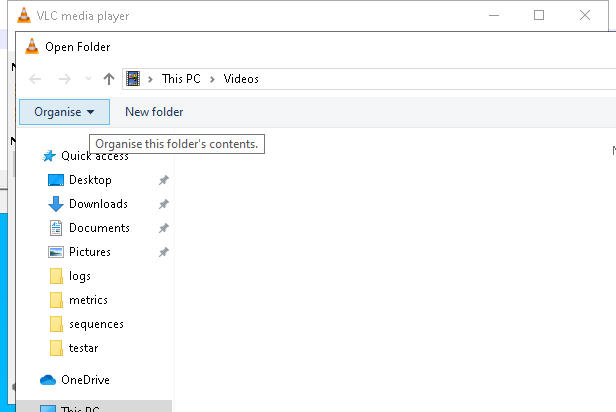 VLC media player
Open Folder
This PC > Videos
Organise
New folder
Organise this folder's contents.
Quick access
Desktop
Downloads
Documents
Pictures
logs
metrics
sequences
testar
OneDrive
This PC